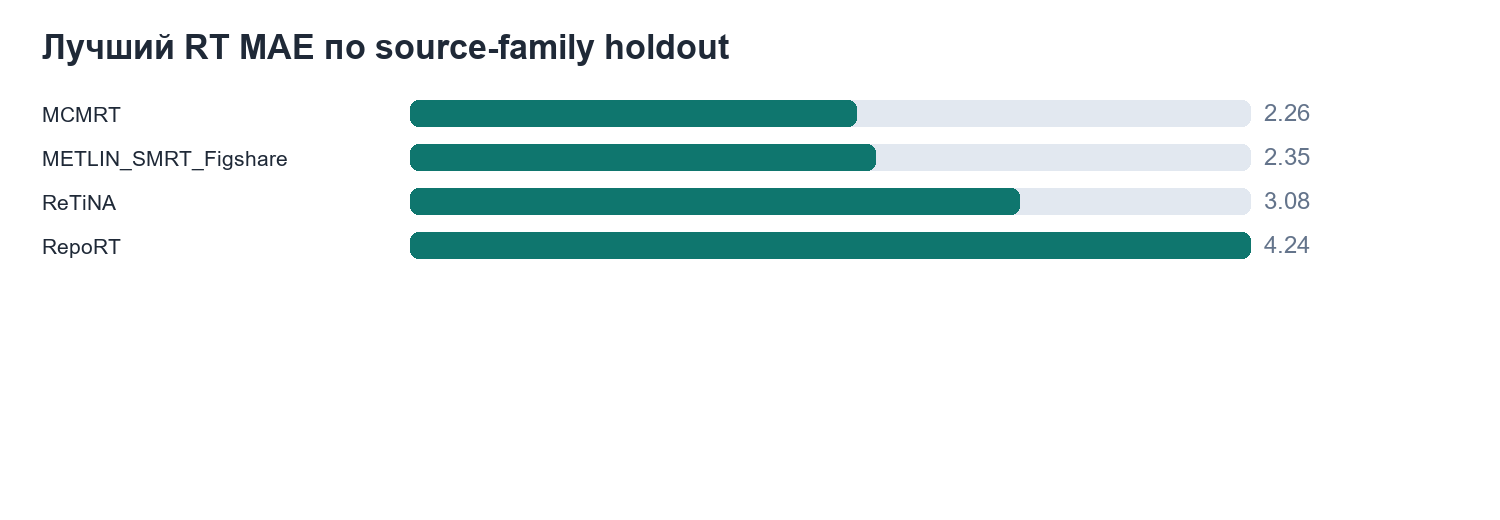 Лучший RT MAE по source-family holdout
MCMRT 2.26
METLIN_SMRT_Figshare 2.35
ReTiNA 3.08
RepoRT 4.24